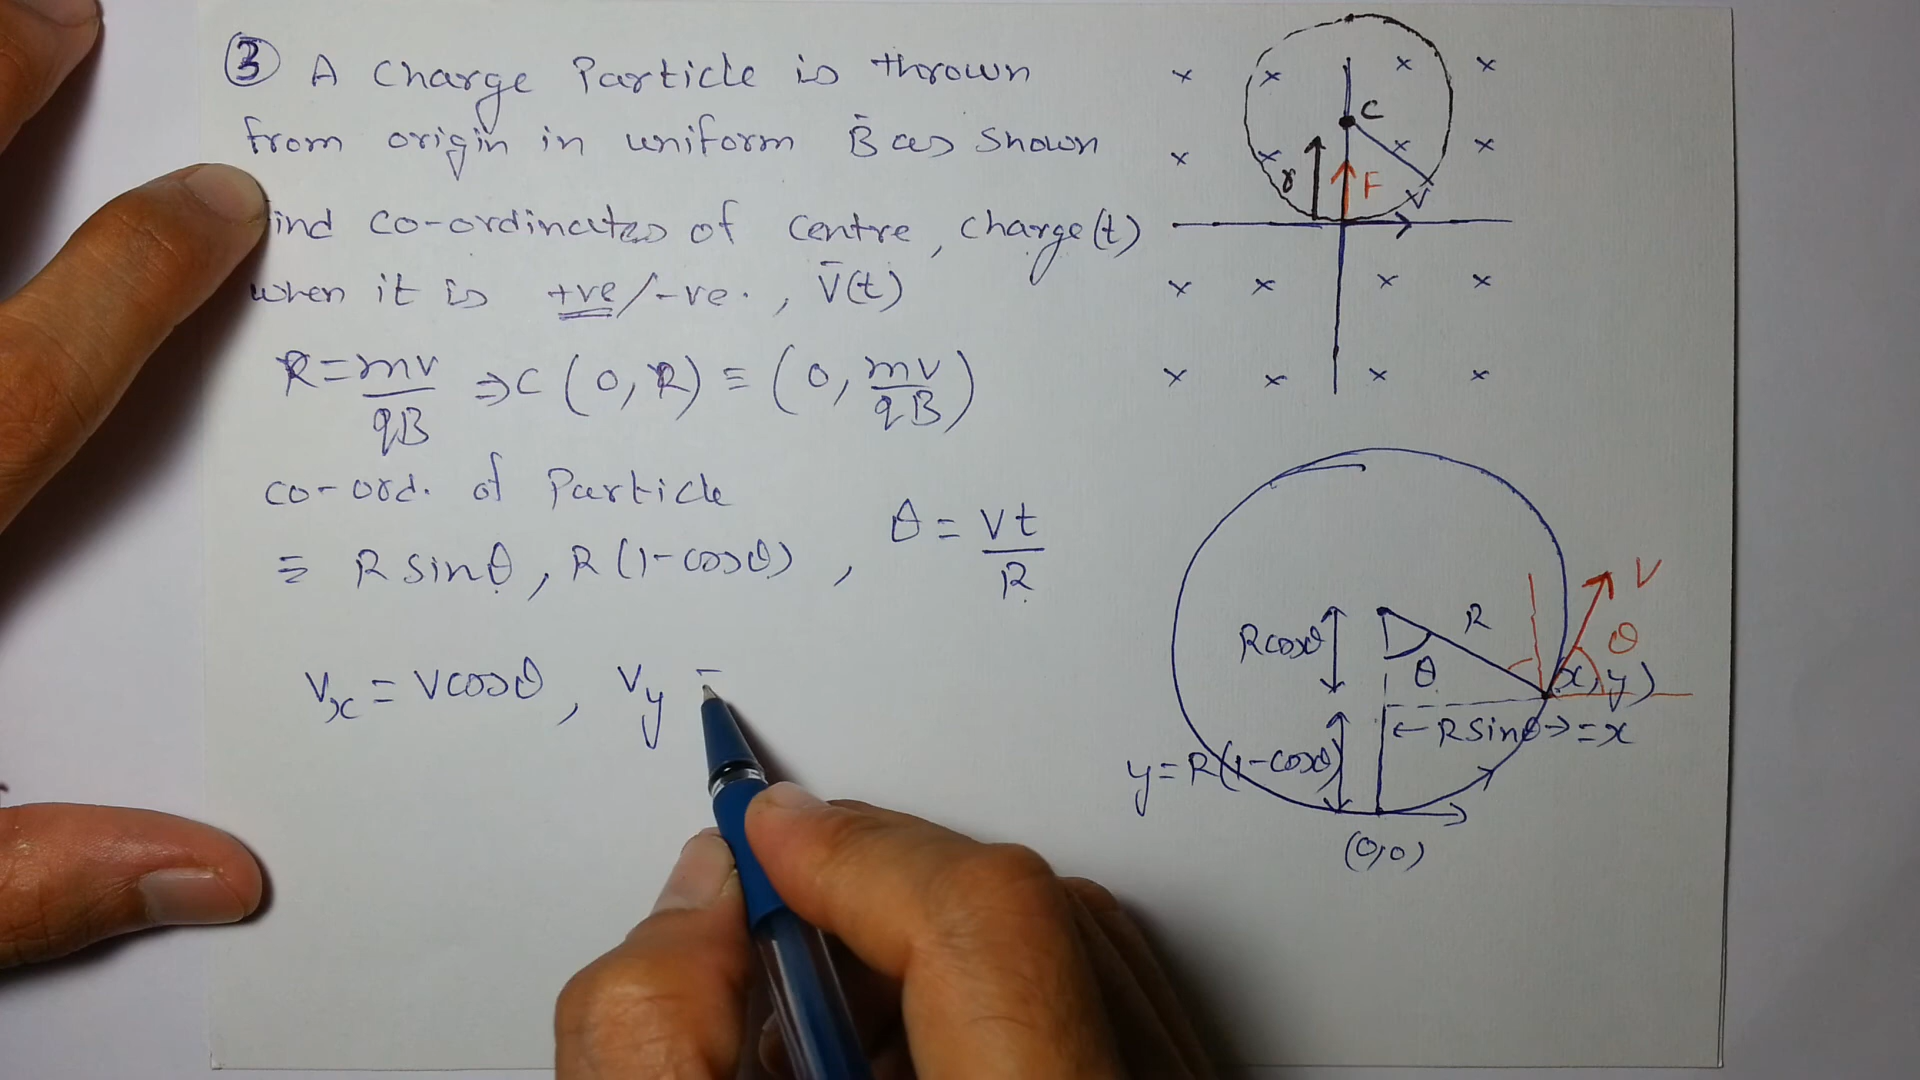 ③ A Charge Particle is thrown
from origin in uniform B̄ as shown
ind co-ordinates of centre, charge(t)
when it is +ve/-ve. , V̄(t)
R = mv/qB ⇒ C (0, R) ≡ (0, mv/qB)
co-ord. of Particle
≡ R sinθ, R(1-cosθ) , θ = Vt/R
Vx = Vcosθ, Vy =
× × × ×
C
× × × ×
r F V
× × × ×
× × × ×
V
R
Rcosθ
θ
θ
(x, y)
← R sinθ → = x
y = R(1-cosθ)
(0,0)